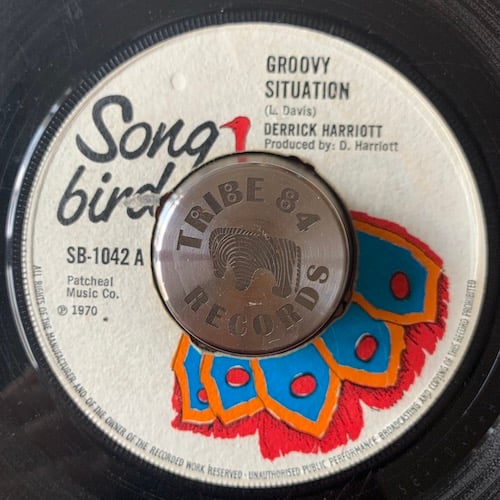 GROOVY
SITUATION
(L. Davis)
DERRICK HARRIOTT
Produced by: D. Harriott
Song
bird
SB-1042 A
Patcheal
Music Co.
℗ 1970
TRIBE 84
RECORDS
ALL RIGHTS OF THE MANUFACTURER AND OF THE OWNER OF THE RECORDED WORK RESERVED · UNAUTHORISED PUBLIC PERFORMANCE BROADCASTING AND COPYING OF THIS RECORD PROHIBITED